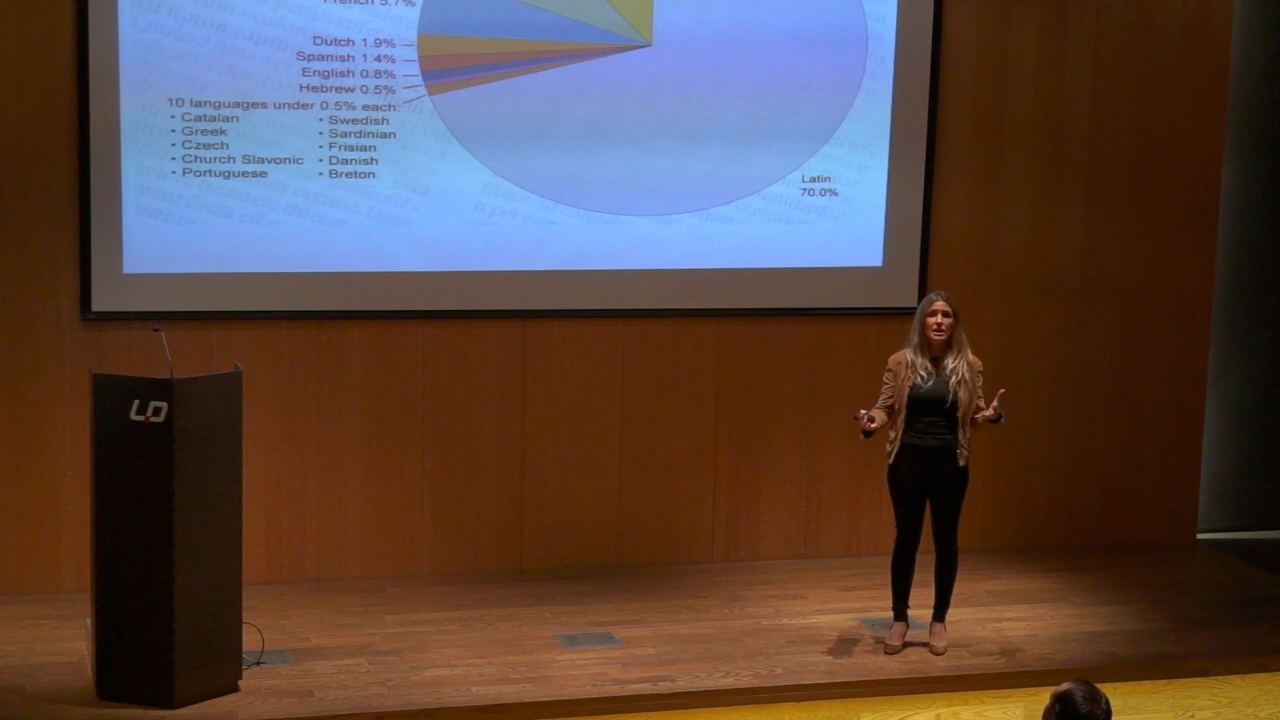 French 5.7%
Dutch 1.9%
Spanish 1.4%
English 0.8%
Hebrew 0.5%
10 languages under 0.5% each:
• Catalan
• Greek
• Czech
• Church Slavonic
• Portuguese
• Swedish
• Sardinian
• Frisian
• Danish
• Breton
Latin
70.0%
LD